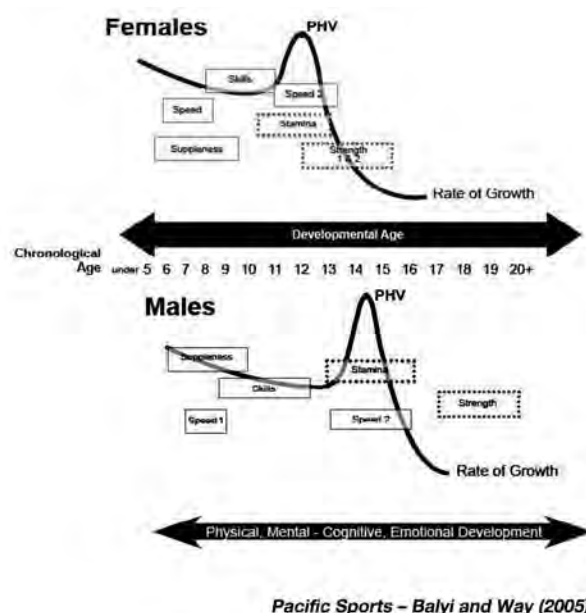 Females
PHV
Skills
Speed 2
Speed
Stamina
Suppleness
Strength
1 & 2
Rate of Growth
Developmental Age
Chronological
Age under 5 6 7 8 9 10 11 12 13 14 15 16 17 18 19 20+
Males
PHV
Suppleness
Stamina
Skills
Strength
Speed 1
Speed 2
Rate of Growth
Physical, Mental - Cognitive, Emotional Development
Pacific Sports – Balyi and Way (2005)